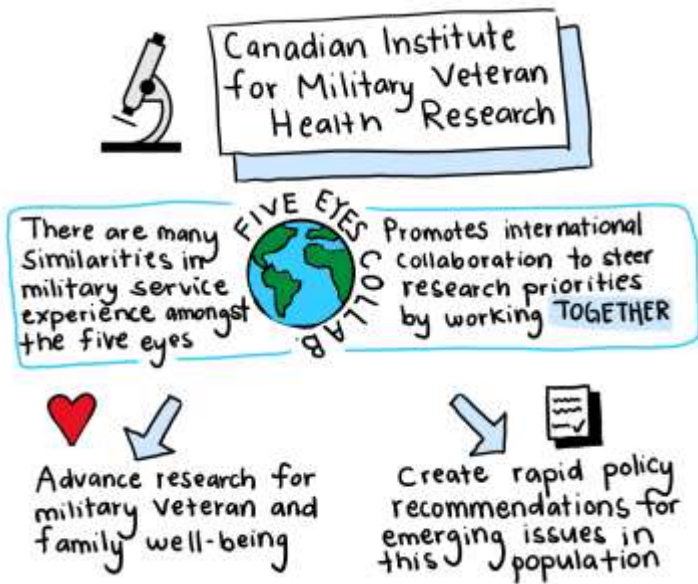 Canadian Institute
for Military Veteran
Health Research
FIVE EYES COLLAB.
There are many
Similarities in
military service
experience amongst
the five eyes
Promotes international
collaboration to steer
research priorities
by working TOGETHER
Advance research for
military Veteran and
family well-being
Create rapid policy
recommendations for
emerging issues in
this population